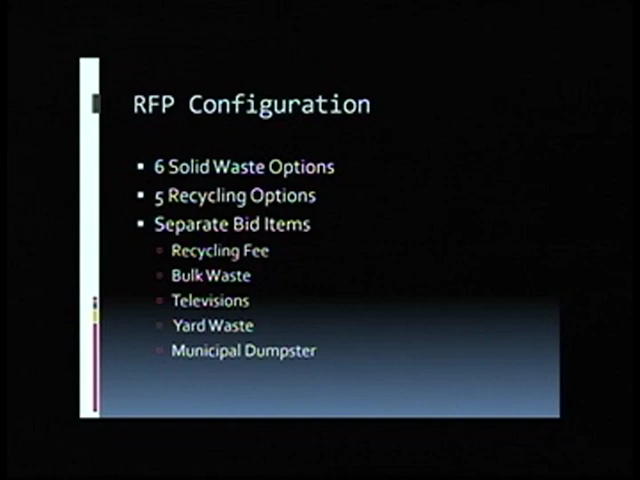 RFP Configuration
6 Solid Waste Options
5 Recycling Options
Separate Bid Items
Recycling Fee
Bulk Waste
Televisions
Yard Waste
Municipal Dumpster